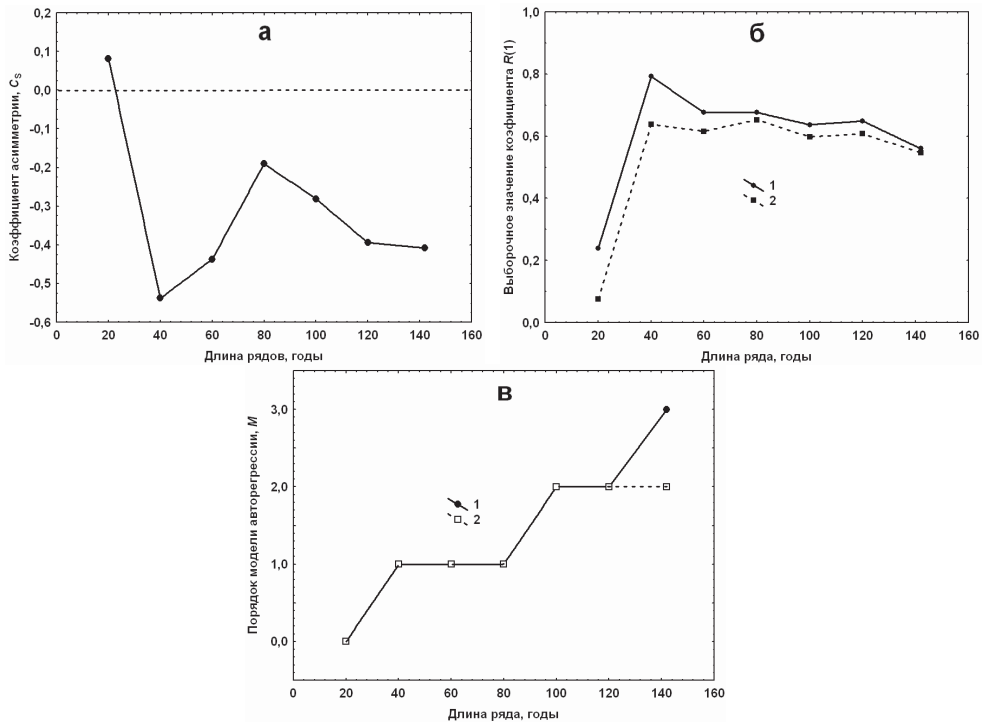 а
Коэффициент асимметрии, Cs
0,2
0,1
0,0
-0,1
-0,2
-0,3
-0,4
-0,5
-0,6
0 20 40 60 80 100 120 140 160
Длина рядов, годы
б
Выборочное значение коэфициента R(1)
1,0
0,8
0,6
0,4
0,2
0,0
1
2
0 20 40 60 80 100 120 140 160
Длина ряда, годы
в
Порядок модели авторегрессии, M
3,0
2,0
1,0
0,0
1
2
0 20 40 60 80 100 120 140 160
Длина ряда, годы